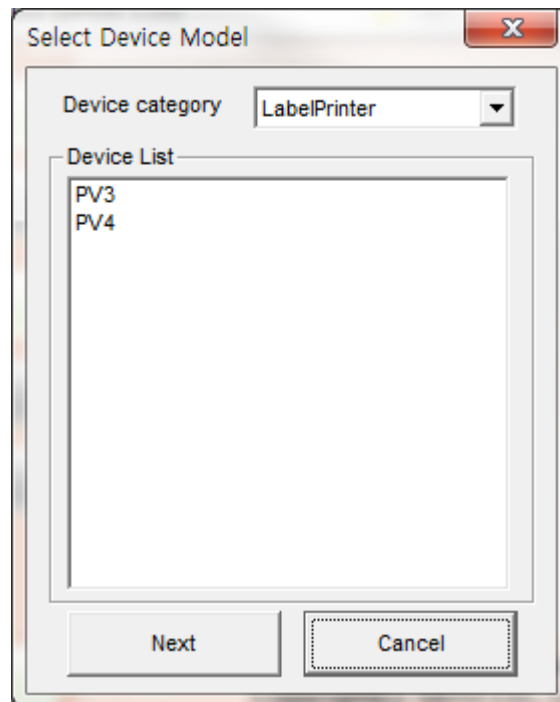 Select Device Model
Device category LabelPrinter
Device List
PV3
PV4
Next Cancel